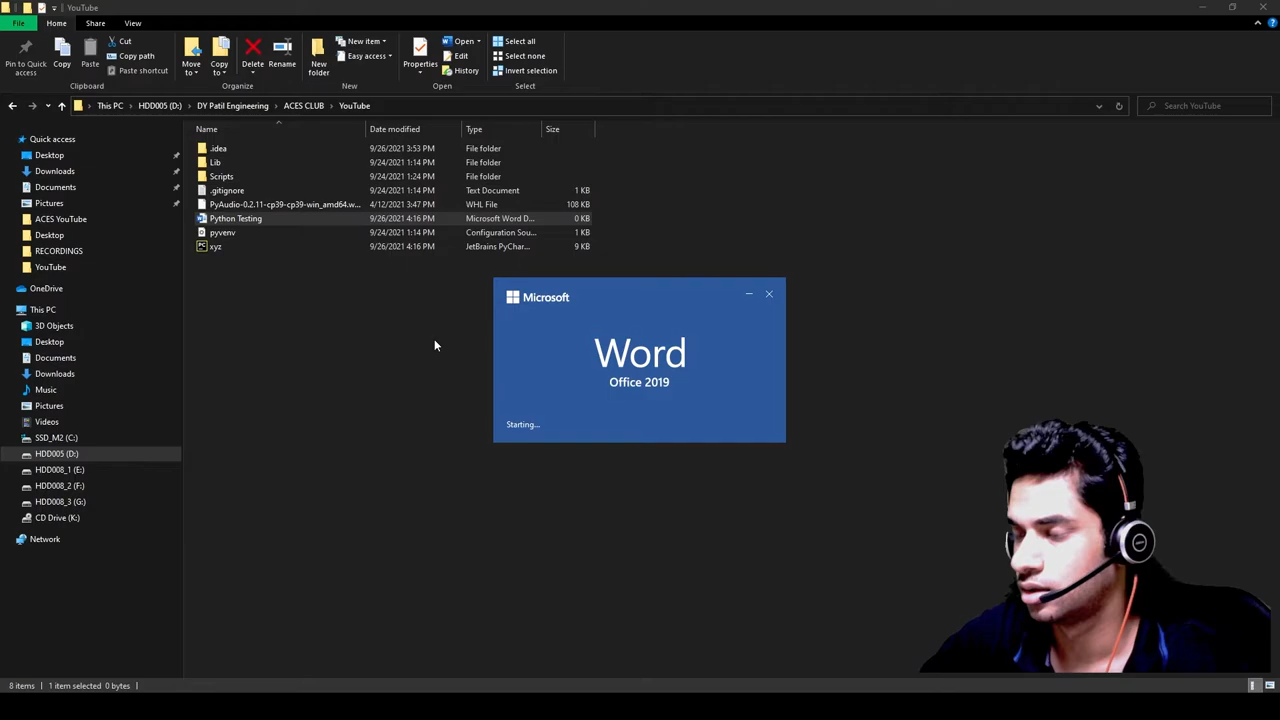 YouTube
File
Home
Share
View
Pin to Quick access
Copy
Paste
Cut
Copy path
Paste shortcut
Clipboard
Move to
Copy to
Delete
Rename
Organize
New folder
New item
Easy access
New
Properties
Open
Edit
History
Open
Select all
Select none
Invert selection
Select
This PC
HDD005 (D:)
DY Patil Engineering
ACES CLUB
YouTube
Search YouTube
Name Date modified Type Size
.idea 9/26/2021 3:53 PM File folder
Lib 9/24/2021 1:14 PM File folder
Scripts 9/24/2021 1:24 PM File folder
.gitignore 9/24/2021 1:14 PM Text Document 1 KB
PyAudio-0.2.11-cp39-cp39-win_amd64.w... 4/12/2021 3:47 PM WHL File 108 KB
Python Testing 9/26/2021 4:16 PM Microsoft Word D... 0 KB
pyvenv 9/24/2021 1:14 PM Configuration Sou... 1 KB
xyz 9/26/2021 4:16 PM JetBrains PyChar... 9 KB
Quick access
Desktop
Downloads
Documents
Pictures
ACES YouTube
Desktop
RECORDINGS
YouTube
OneDrive
This PC
3D Objects
Desktop
Documents
Downloads
Music
Pictures
Videos
SSD_M2 (C:)
HDD005 (D:)
HDD008_1 (E:)
HDD008_2 (F:)
HDD008_3 (G:)
CD Drive (K:)
Network
Microsoft
Word
Office 2019
Starting...
8 items
1 item selected 0 bytes